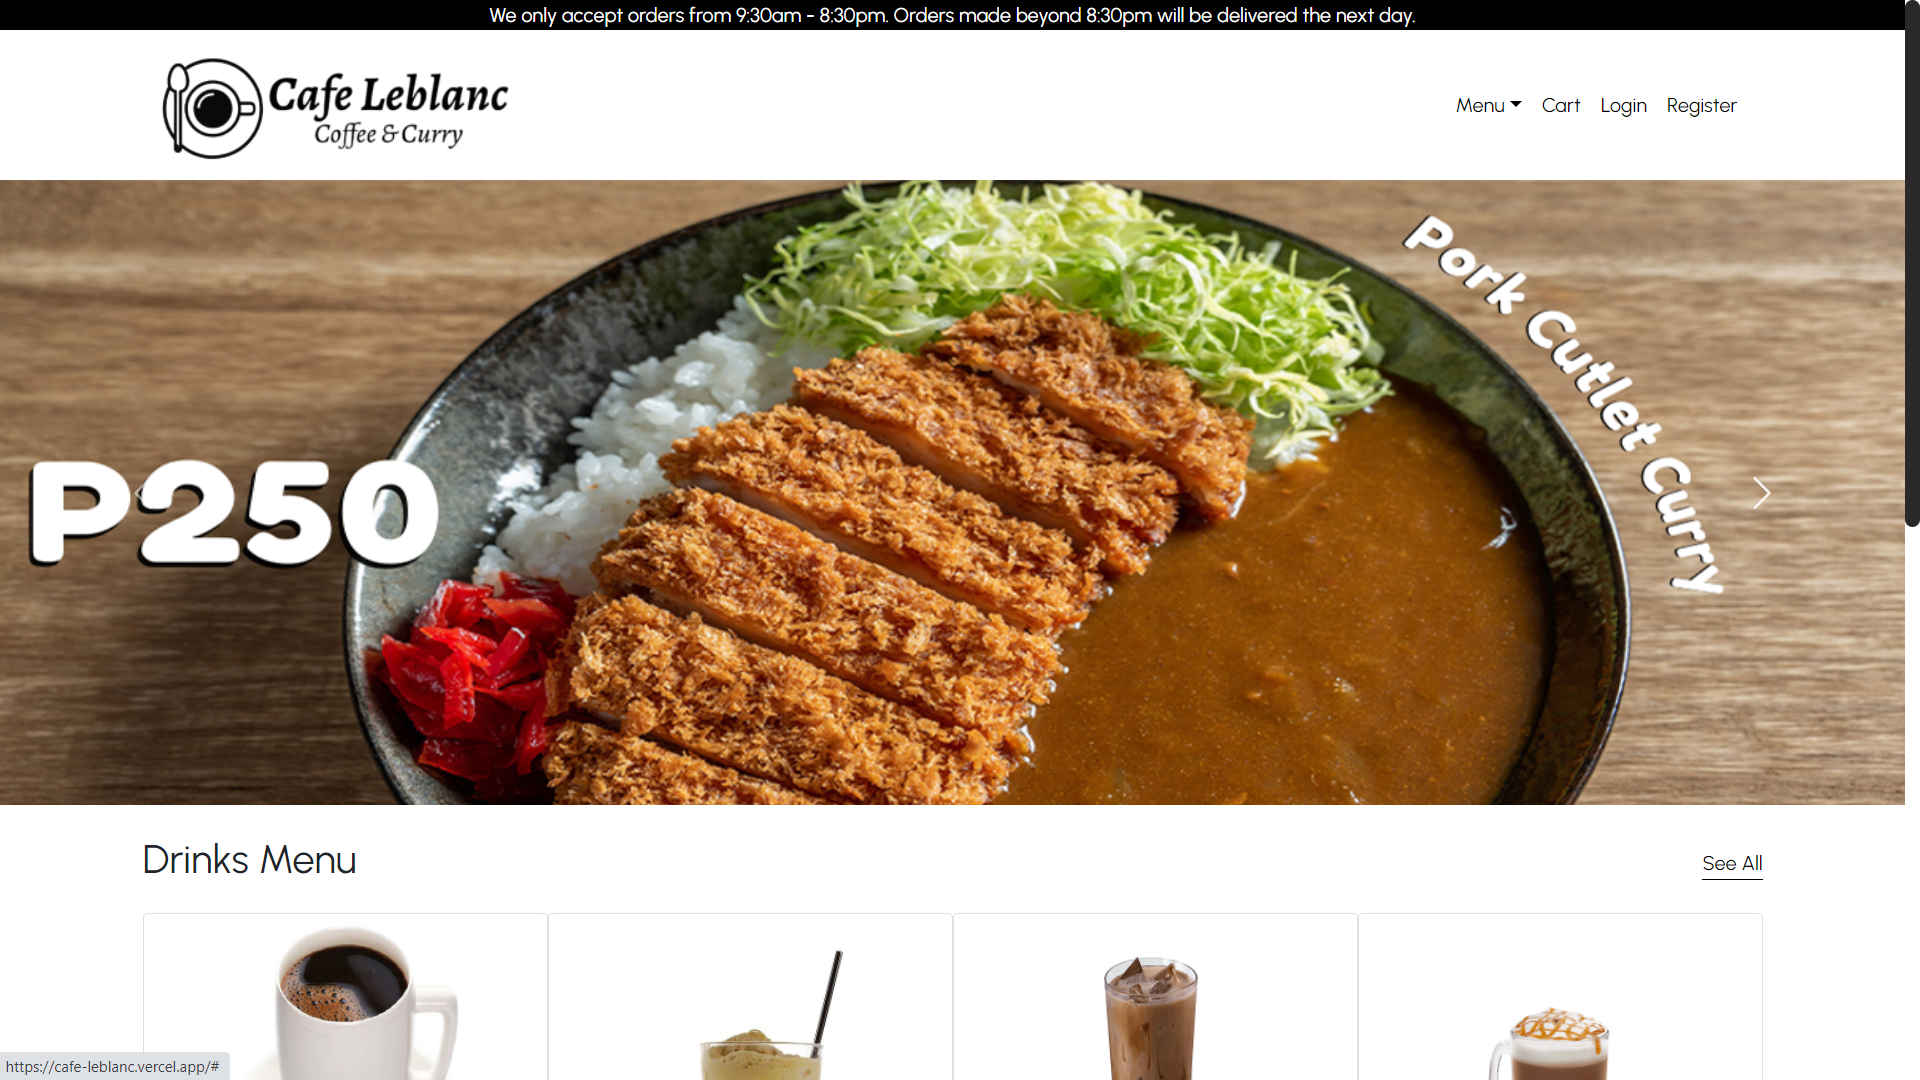 We only accept orders from 9:30am - 8:30pm. Orders made beyond 8:30pm will be delivered the next day.
Cafe Leblanc
Coffee & Curry
Menu
Cart
Login
Register
Pork Cutlet Curry
P250
Drinks Menu
See All
https://cafe-leblanc.vercel.app/#